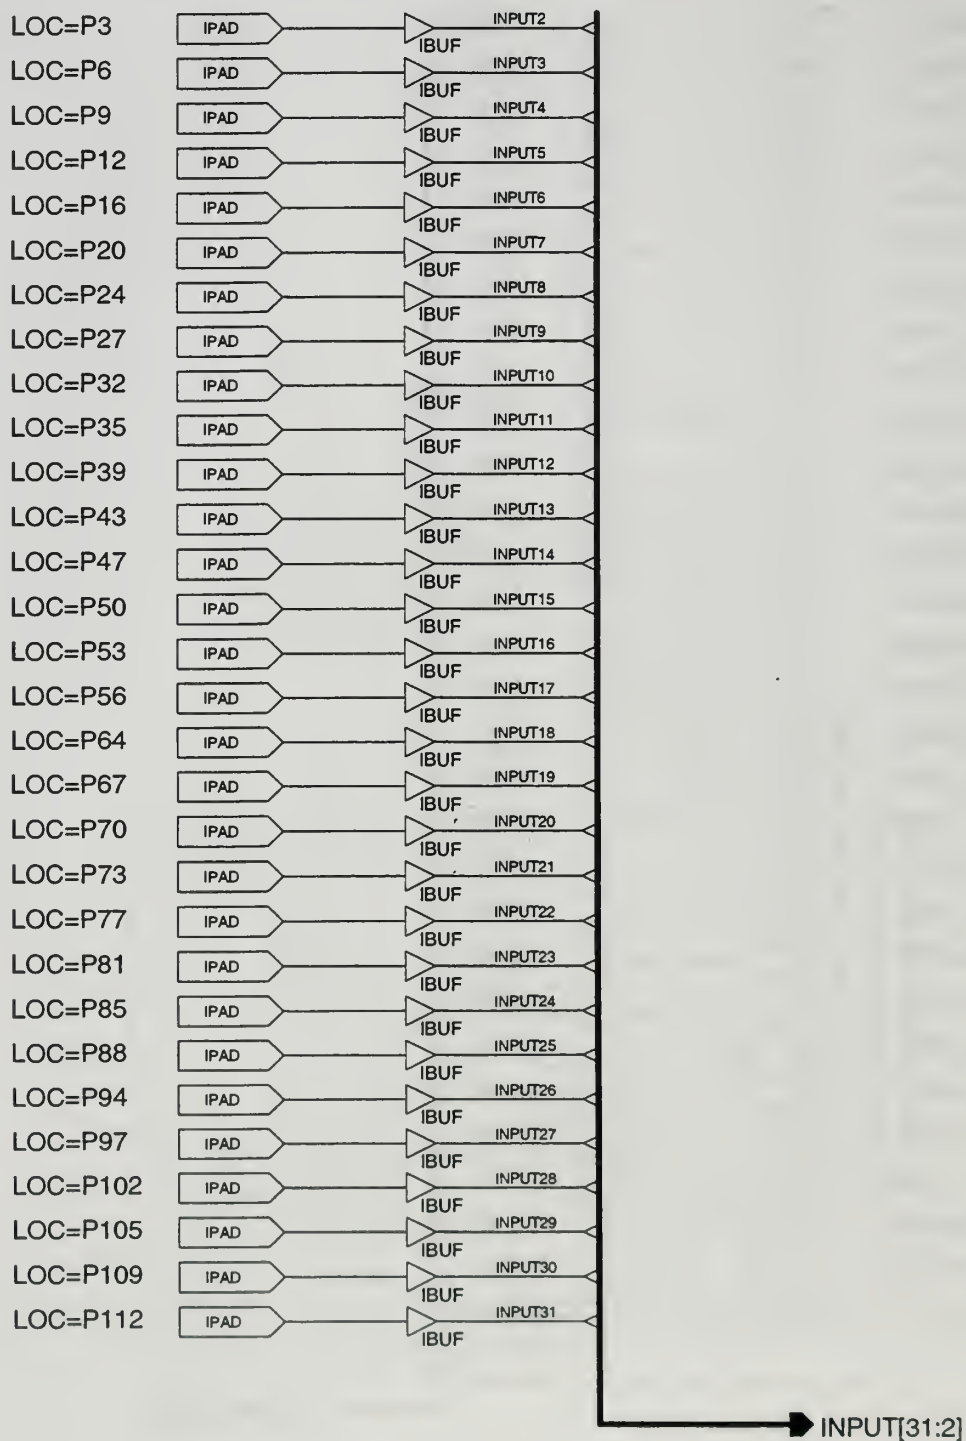 LOC=P3 IPAD IBUF INPUT2
LOC=P6 IPAD IBUF INPUT3
LOC=P9 IPAD IBUF INPUT4
LOC=P12 IPAD IBUF INPUT5
LOC=P16 IPAD IBUF INPUT6
LOC=P20 IPAD IBUF INPUT7
LOC=P24 IPAD IBUF INPUT8
LOC=P27 IPAD IBUF INPUT9
LOC=P32 IPAD IBUF INPUT10
LOC=P35 IPAD IBUF INPUT11
LOC=P39 IPAD IBUF INPUT12
LOC=P43 IPAD IBUF INPUT13
LOC=P47 IPAD IBUF INPUT14
LOC=P50 IPAD IBUF INPUT15
LOC=P53 IPAD IBUF INPUT16
LOC=P56 IPAD IBUF INPUT17
LOC=P64 IPAD IBUF INPUT18
LOC=P67 IPAD IBUF INPUT19
LOC=P70 IPAD IBUF INPUT20
LOC=P73 IPAD IBUF INPUT21
LOC=P77 IPAD IBUF INPUT22
LOC=P81 IPAD IBUF INPUT23
LOC=P85 IPAD IBUF INPUT24
LOC=P88 IPAD IBUF INPUT25
LOC=P94 IPAD IBUF INPUT26
LOC=P97 IPAD IBUF INPUT27
LOC=P102 IPAD IBUF INPUT28
LOC=P105 IPAD IBUF INPUT29
LOC=P109 IPAD IBUF INPUT30
LOC=P112 IPAD IBUF INPUT31
INPUT[31:2]